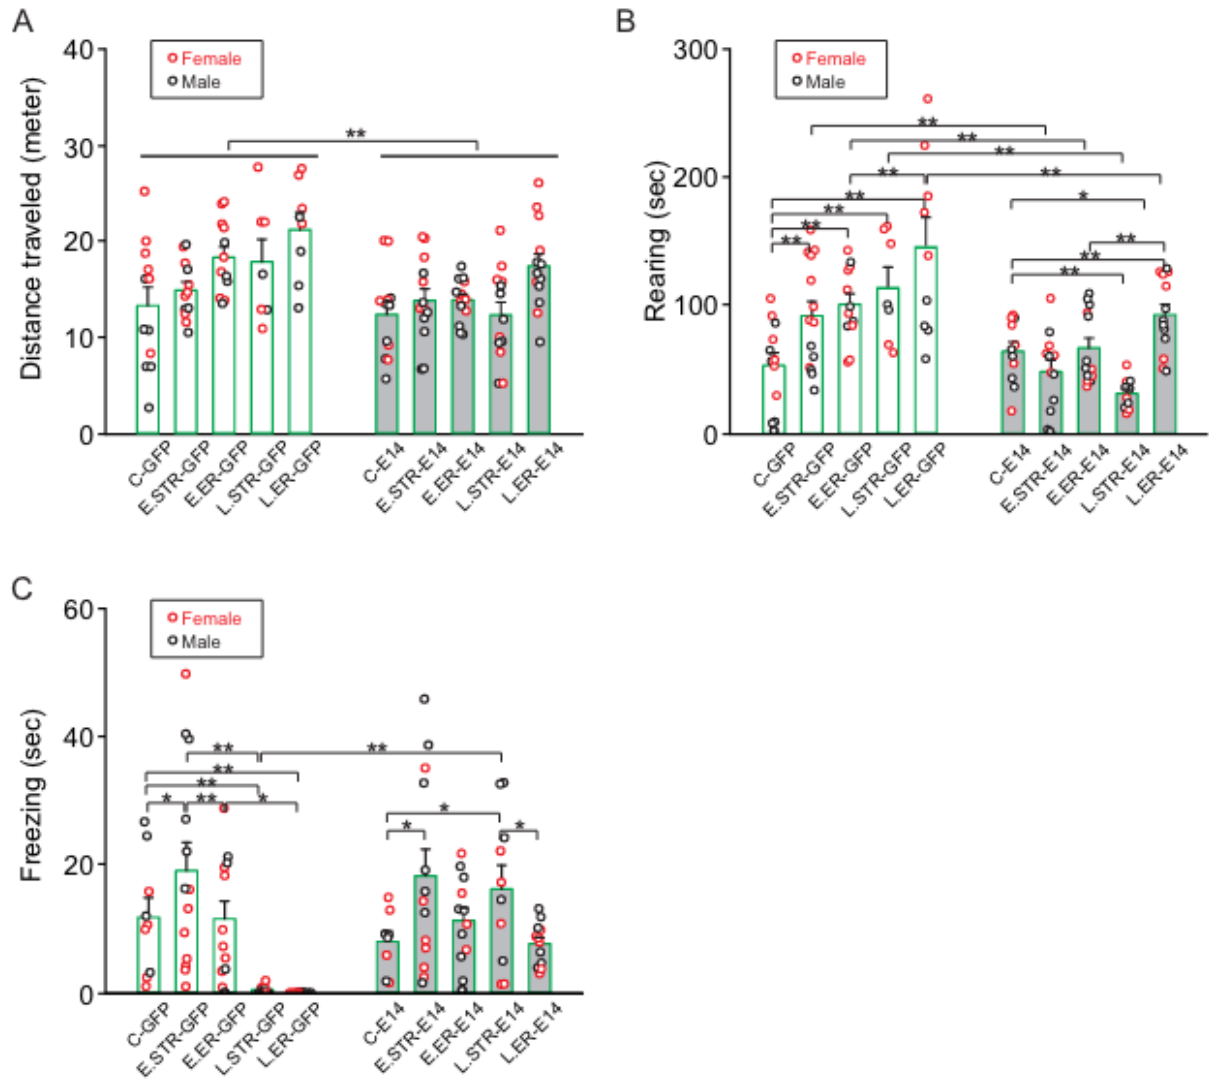 A
Distance traveled (meter)
Female
Male
40
30
20
10
0
**
C-GFP
E.STR-GFP
E.ER-GFP
L.STR-GFP
L.ER-GFP
C-E14
E.STR-E14
E.ER-E14
L.STR-E14
L.ER-E14
B
Rearing (sec)
Female
Male
300
200
100
0
**
**
**
**
**
**
*
**
**
**
**
**
**
C-GFP
E.STR-GFP
E.ER-GFP
L.STR-GFP
L.ER-GFP
C-E14
E.STR-E14
E.ER-E14
L.STR-E14
L.ER-E14
C
Freezing (sec)
Female
Male
60
40
20
0
**
**
**
**
*
**
*
*
*
*
C-GFP
E.STR-GFP
E.ER-GFP
L.STR-GFP
L.ER-GFP
C-E14
E.STR-E14
E.ER-E14
L.STR-E14
L.ER-E14